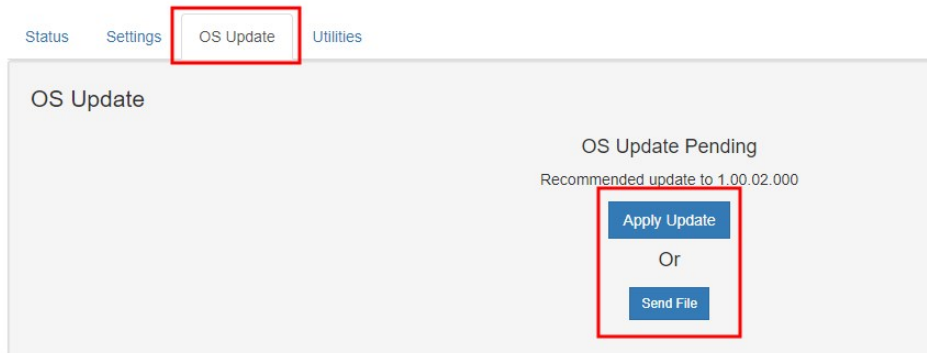 Status Settings OS Update Utilities
OS Update
OS Update Pending
Recommended update to 1.00.02.000
Apply Update
Or
Send File